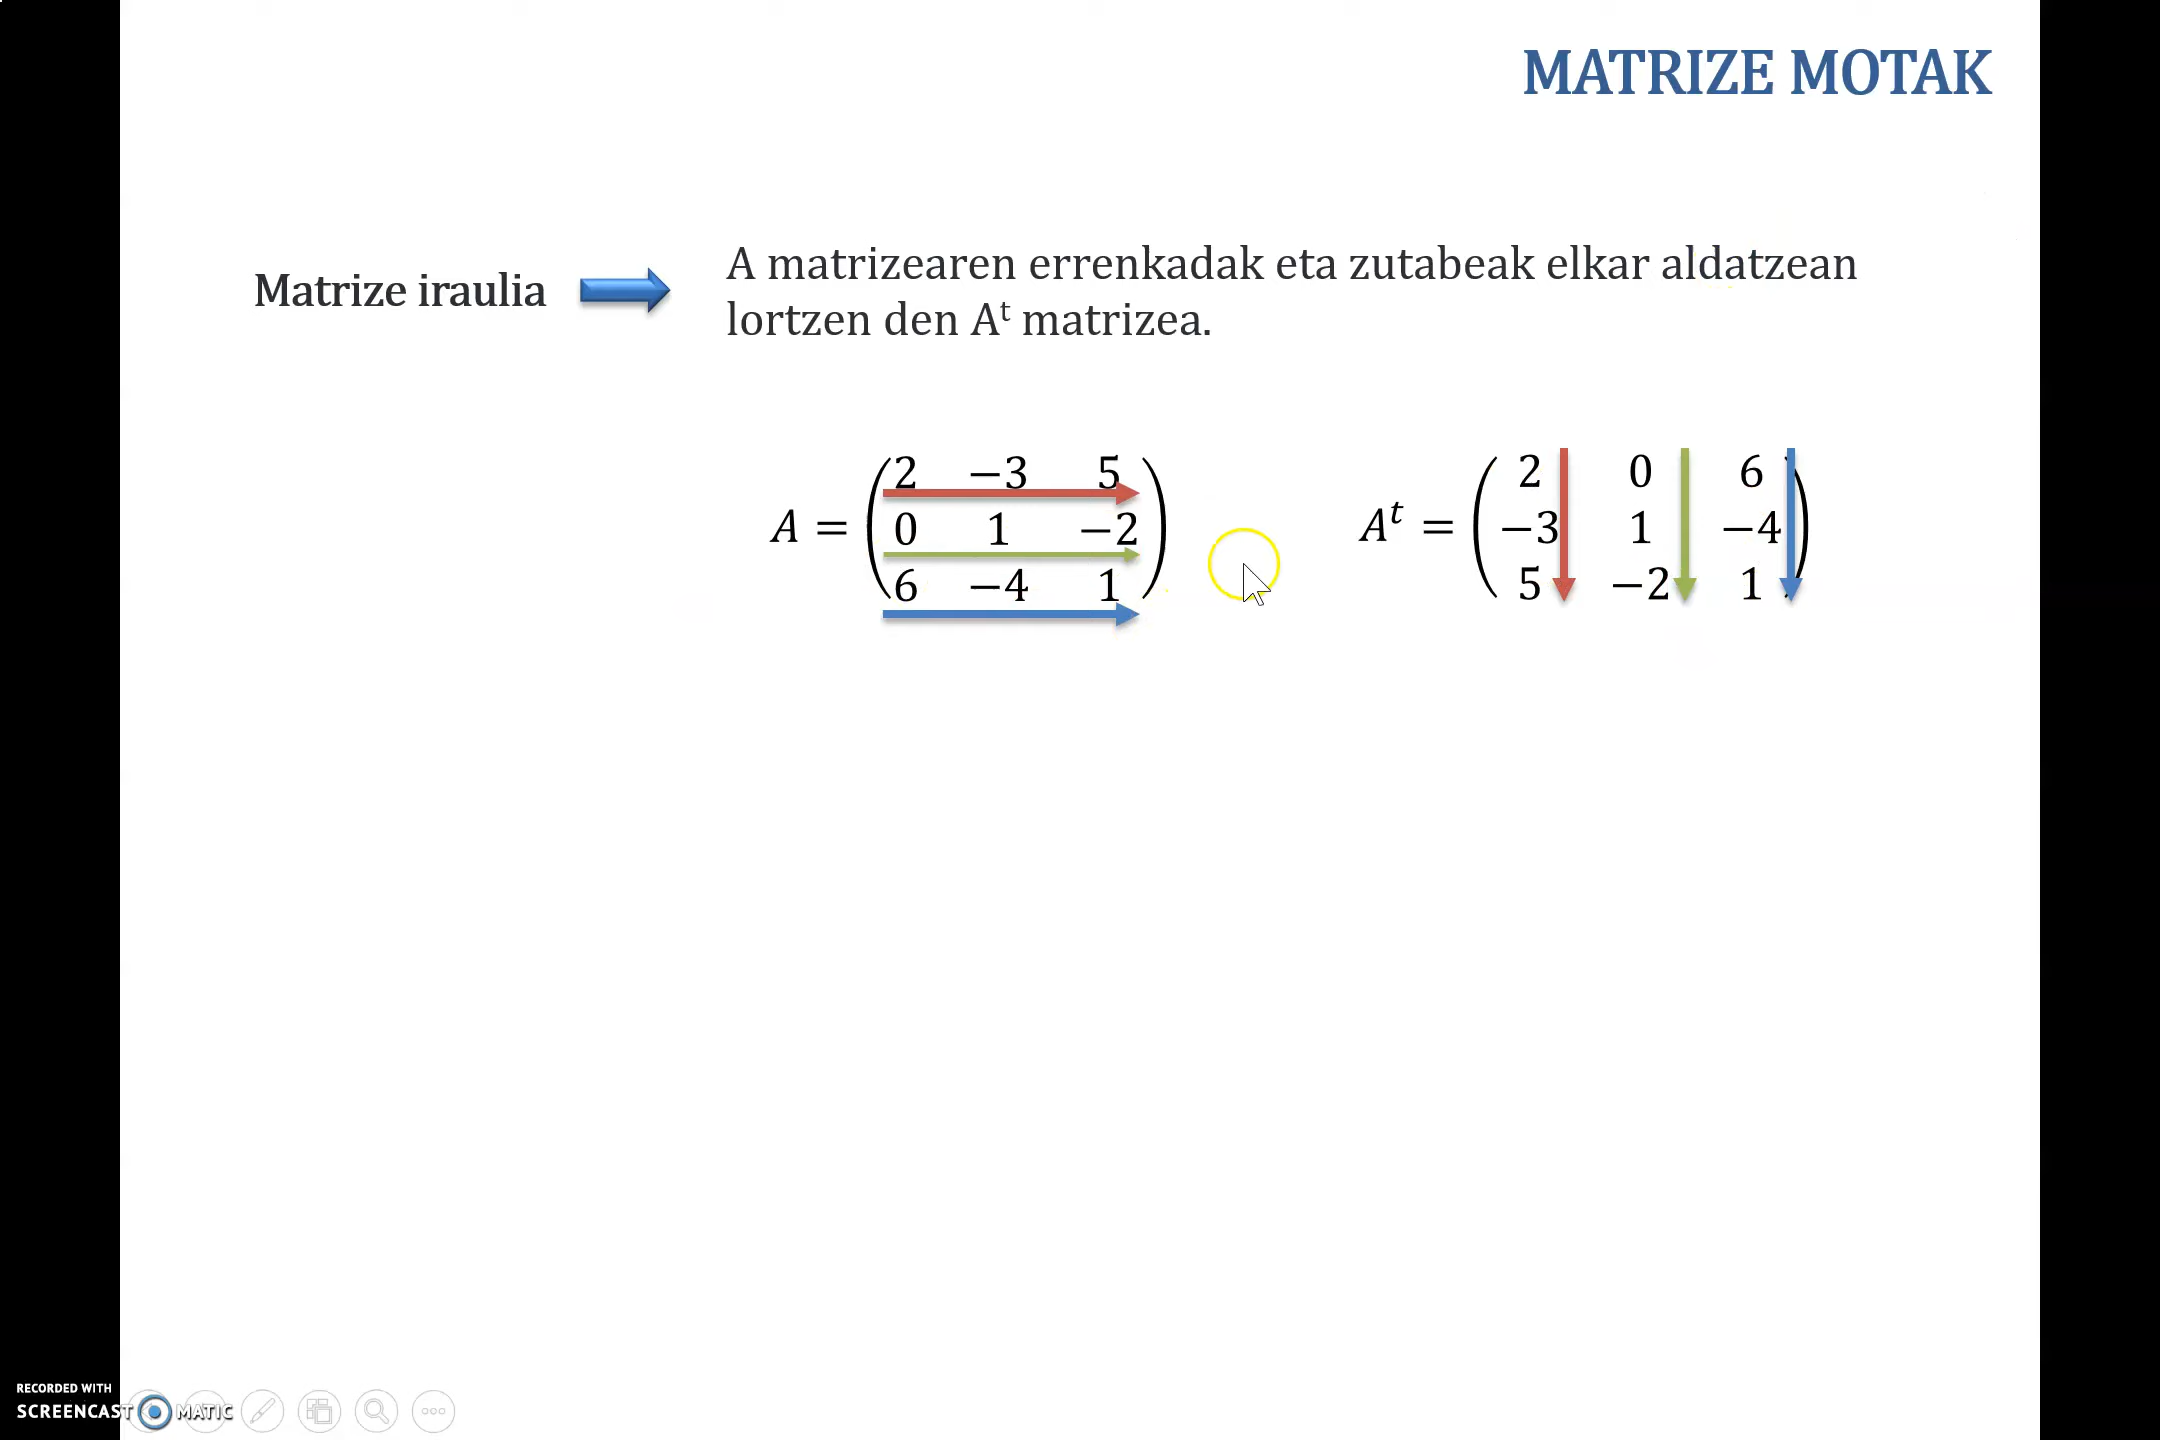 MATRIZE MOTAK
Matrize iraulia
A matrizearen errenkadak eta zutabeak elkar aldatzean
lortzen den Aᵗ matrizea.
A = (2 −3 5
0 1 −2
6 −4 1)
Aᵗ = (2 0 6
−3 1 −4
5 −2 1)
RECORDED WITH
SCREENCAST MATIC